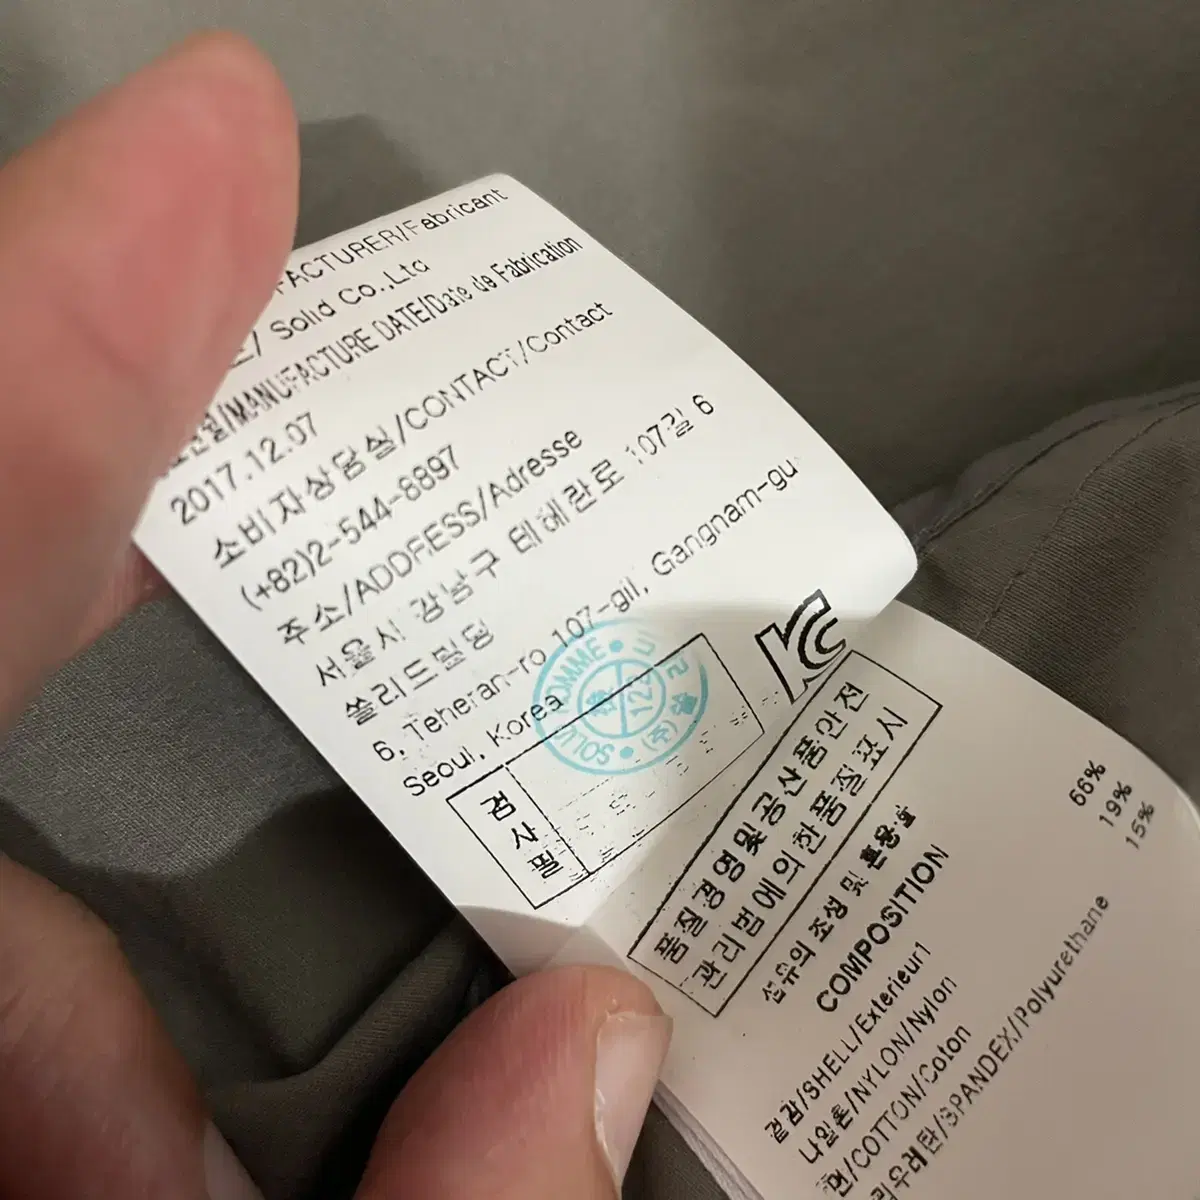 FACTURER/Fabricant
Solid Co.,Ltd
/MANUFACTURE DATE/Date de Fabrication
2017.12.07
소비자상담실/CONTACT/Contact
(+82)2-544-8897
주소/ADDRESS/Adresse
서울시 강남구 테헤란로 107길 6
쏠리드빌딩
6, Teheran-ro 107-gil, Gangnam-gu
Seoul, Korea
검사필
HOMME
품질경영및공산품안전
관리법에의한품질표시
섬유의 조성 및 혼용율
COMPOSITION
겉감/SHELL/Exterieur1
나일론/NYLON/Nylon 66%
면/COTTON/Coton 19%
리우레탄/SPANDEX/Polyurethane 15%